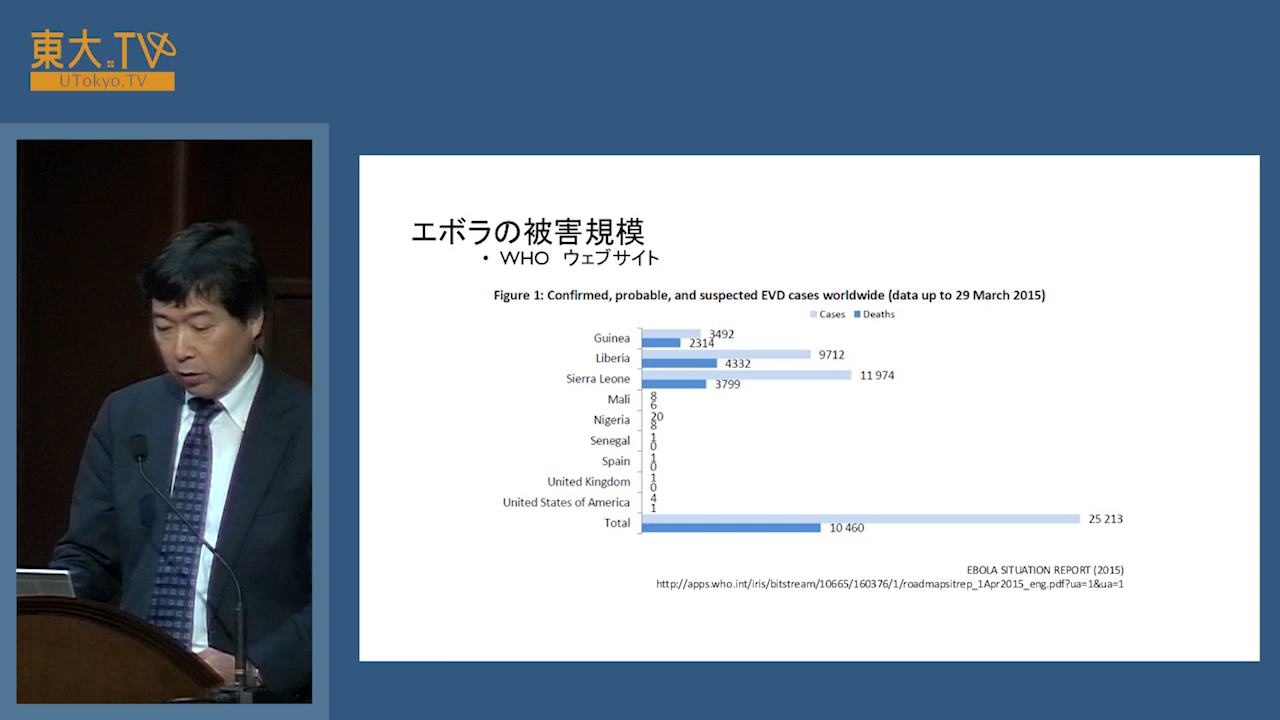 東大.TV
UTokyo.TV
エボラの被害規模
• WHO ウェブサイト
Figure 1: Confirmed, probable, and suspected EVD cases worldwide (data up to 29 March 2015)
Cases Deaths
Guinea 3492
2314
Liberia 9712
4332
Sierra Leone 11 974
3799
Mali 8
6
Nigeria 20
8
Senegal 1
0
Spain 1
0
United Kingdom 1
0
United States of America 4
1
Total 25 213
10 460
EBOLA SITUATION REPORT (2015)
http://apps.who.int/iris/bitstream/10665/160376/1/roadmapsitrep_1Apr2015_eng.pdf?ua=1&ua=1